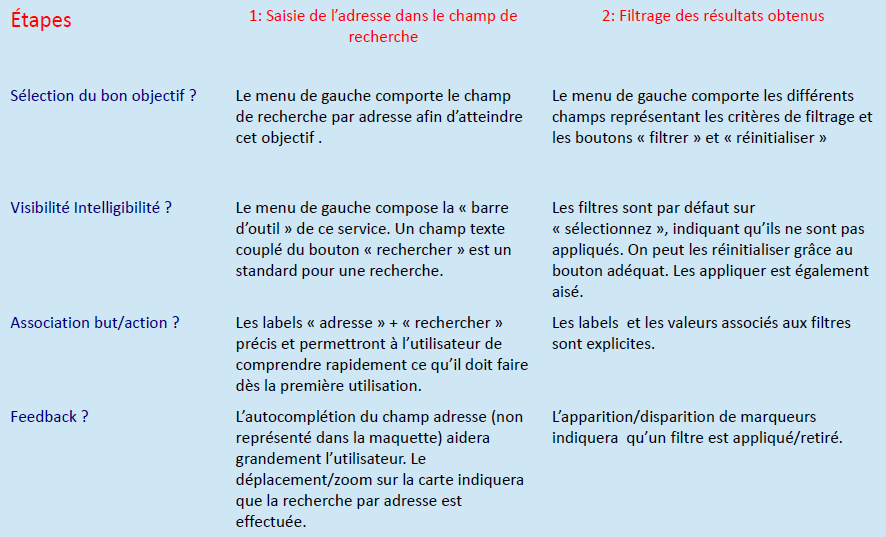 Étapes
1: Saisie de l’adresse dans le champ de
recherche
2: Filtrage des résultats obtenus
Sélection du bon objectif ?
Le menu de gauche comporte le champ
de recherche par adresse afin d’atteindre
cet objectif .
Le menu de gauche comporte les différents
champs représentant les critères de filtrage et
les boutons « filtrer » et « réinitialiser »
Visibilité Intelligibilité ?
Le menu de gauche compose la « barre
d’outil » de ce service. Un champ texte
couplé du bouton « rechercher » est un
standard pour une recherche.
Les filtres sont par défaut sur
« sélectionnez », indiquant qu’ils ne sont pas
appliqués. On peut les réinitialiser grâce au
bouton adéquat. Les appliquer est également
aisé.
Association but/action ?
Les labels « adresse » + « rechercher »
précis et permettront à l’utilisateur de
comprendre rapidement ce qu’il doit faire
dès la première utilisation.
Les labels et les valeurs associés aux filtres
sont explicites.
Feedback ?
L’autocomplétion du champ adresse (non
représenté dans la maquette) aidera
grandement l’utilisateur. Le
déplacement/zoom sur la carte indiquera
que la recherche par adresse est
effectuée.
L’apparition/disparition de marqueurs
indiquera qu’un filtre est appliqué/retiré.